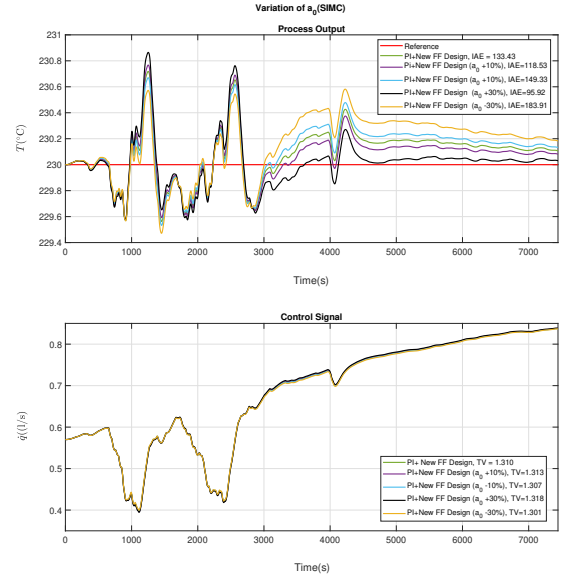 Variation of a₀(SIMC)
Process Output
231
230.8
230.4
230
229.8
229.6
229.4
T(°C)
0
1000
2000
3000
4000
5000
6000
7000
Time(s)
Reference
PI+New FF Design, IAE = 133.43
PI+New FF Design (a₀ +10%), IAE=118.53
PI+New FF Design, (a₀ +10%), IAE=149.33
PI+New FF Design (a₀ +30%) IAE=95.92
PI+New FF Design (a₀ -30%), IAE=183.91
Control Signal
0.8
0.7
0.6
0.5
0.4
q̇((1/s)
0
1000
2000
3000
4000
5000
6000
7000
Time(s)
PI+ New FF Design, TV = 1.310
PI+New FF Design (a₀ +10%), TV=1.313
PI+New FF Design (a₀ -10%), TV=1.307
PI+New FF Design (a₀ +30%), TV=1.318
PI+New FF Design (a₀ -30%), TV=1.301